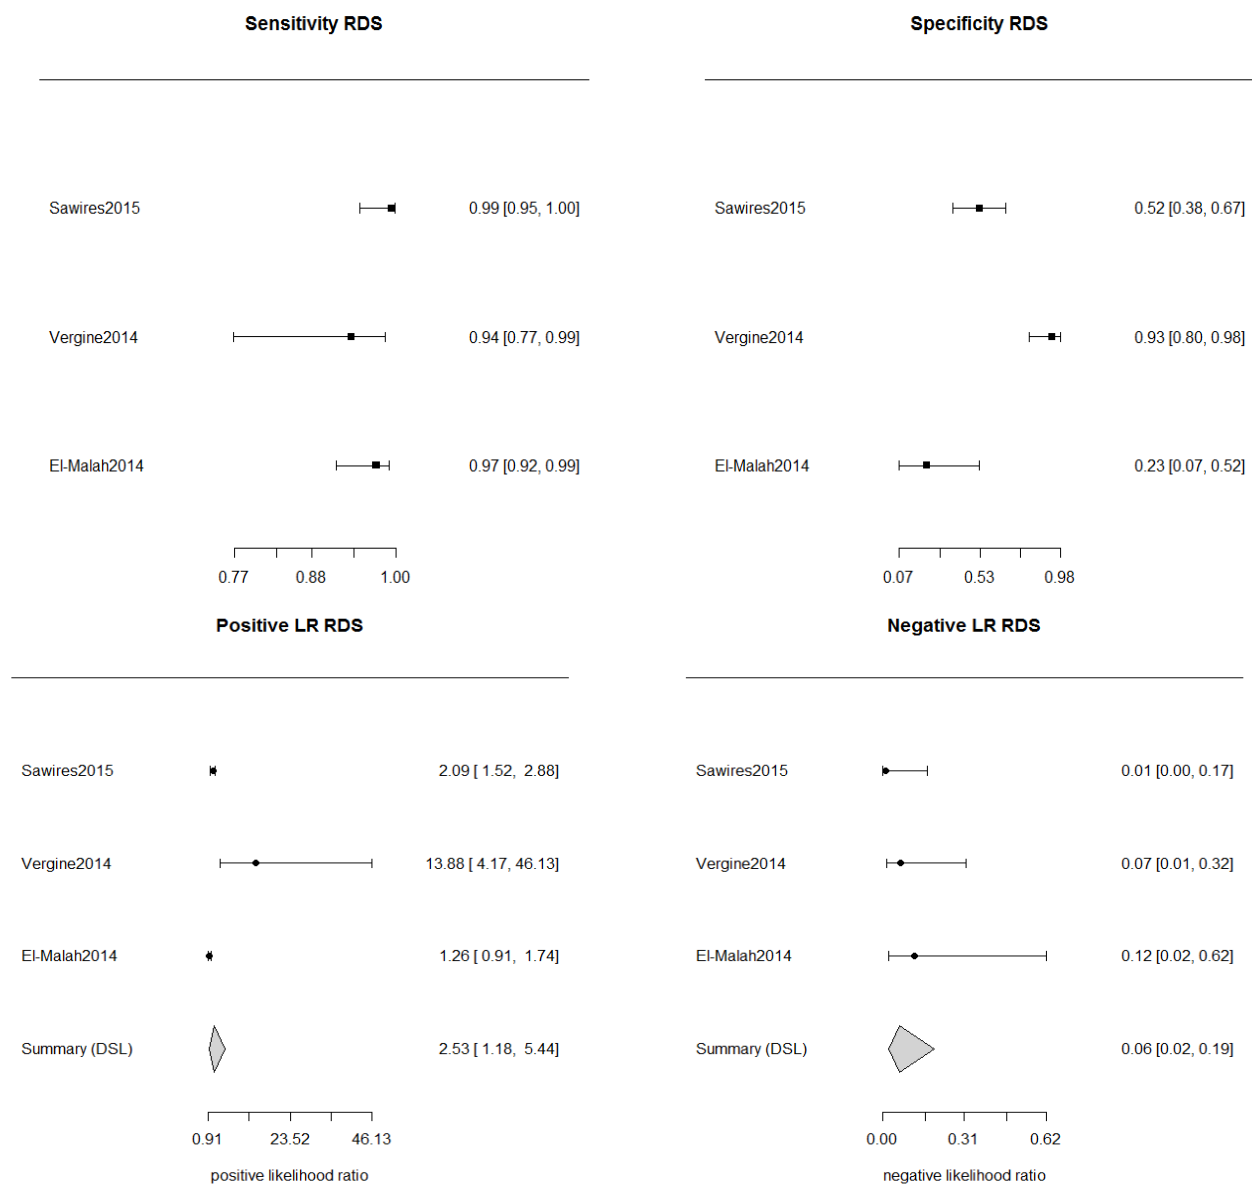 Sensitivity RDS
Sawires2015 0.99 [0.95, 1.00]
Vergine2014 0.94 [0.77, 0.99]
El-Malah2014 0.97 [0.92, 0.99]
0.77 0.88 1.00
Specificity RDS
Sawires2015 0.52 [0.38, 0.67]
Vergine2014 0.93 [0.80, 0.98]
El-Malah2014 0.23 [0.07, 0.52]
0.07 0.53 0.98
Positive LR RDS
Sawires2015 2.09 [ 1.52, 2.88]
Vergine2014 13.88 [ 4.17, 46.13]
El-Malah2014 1.26 [ 0.91, 1.74]
Summary (DSL) 2.53 [ 1.18, 5.44]
0.91 23.52 46.13
positive likelihood ratio
Negative LR RDS
Sawires2015 0.01 [0.00, 0.17]
Vergine2014 0.07 [0.01, 0.32]
El-Malah2014 0.12 [0.02, 0.62]
Summary (DSL) 0.06 [0.02, 0.19]
0.00 0.31 0.62
negative likelihood ratio